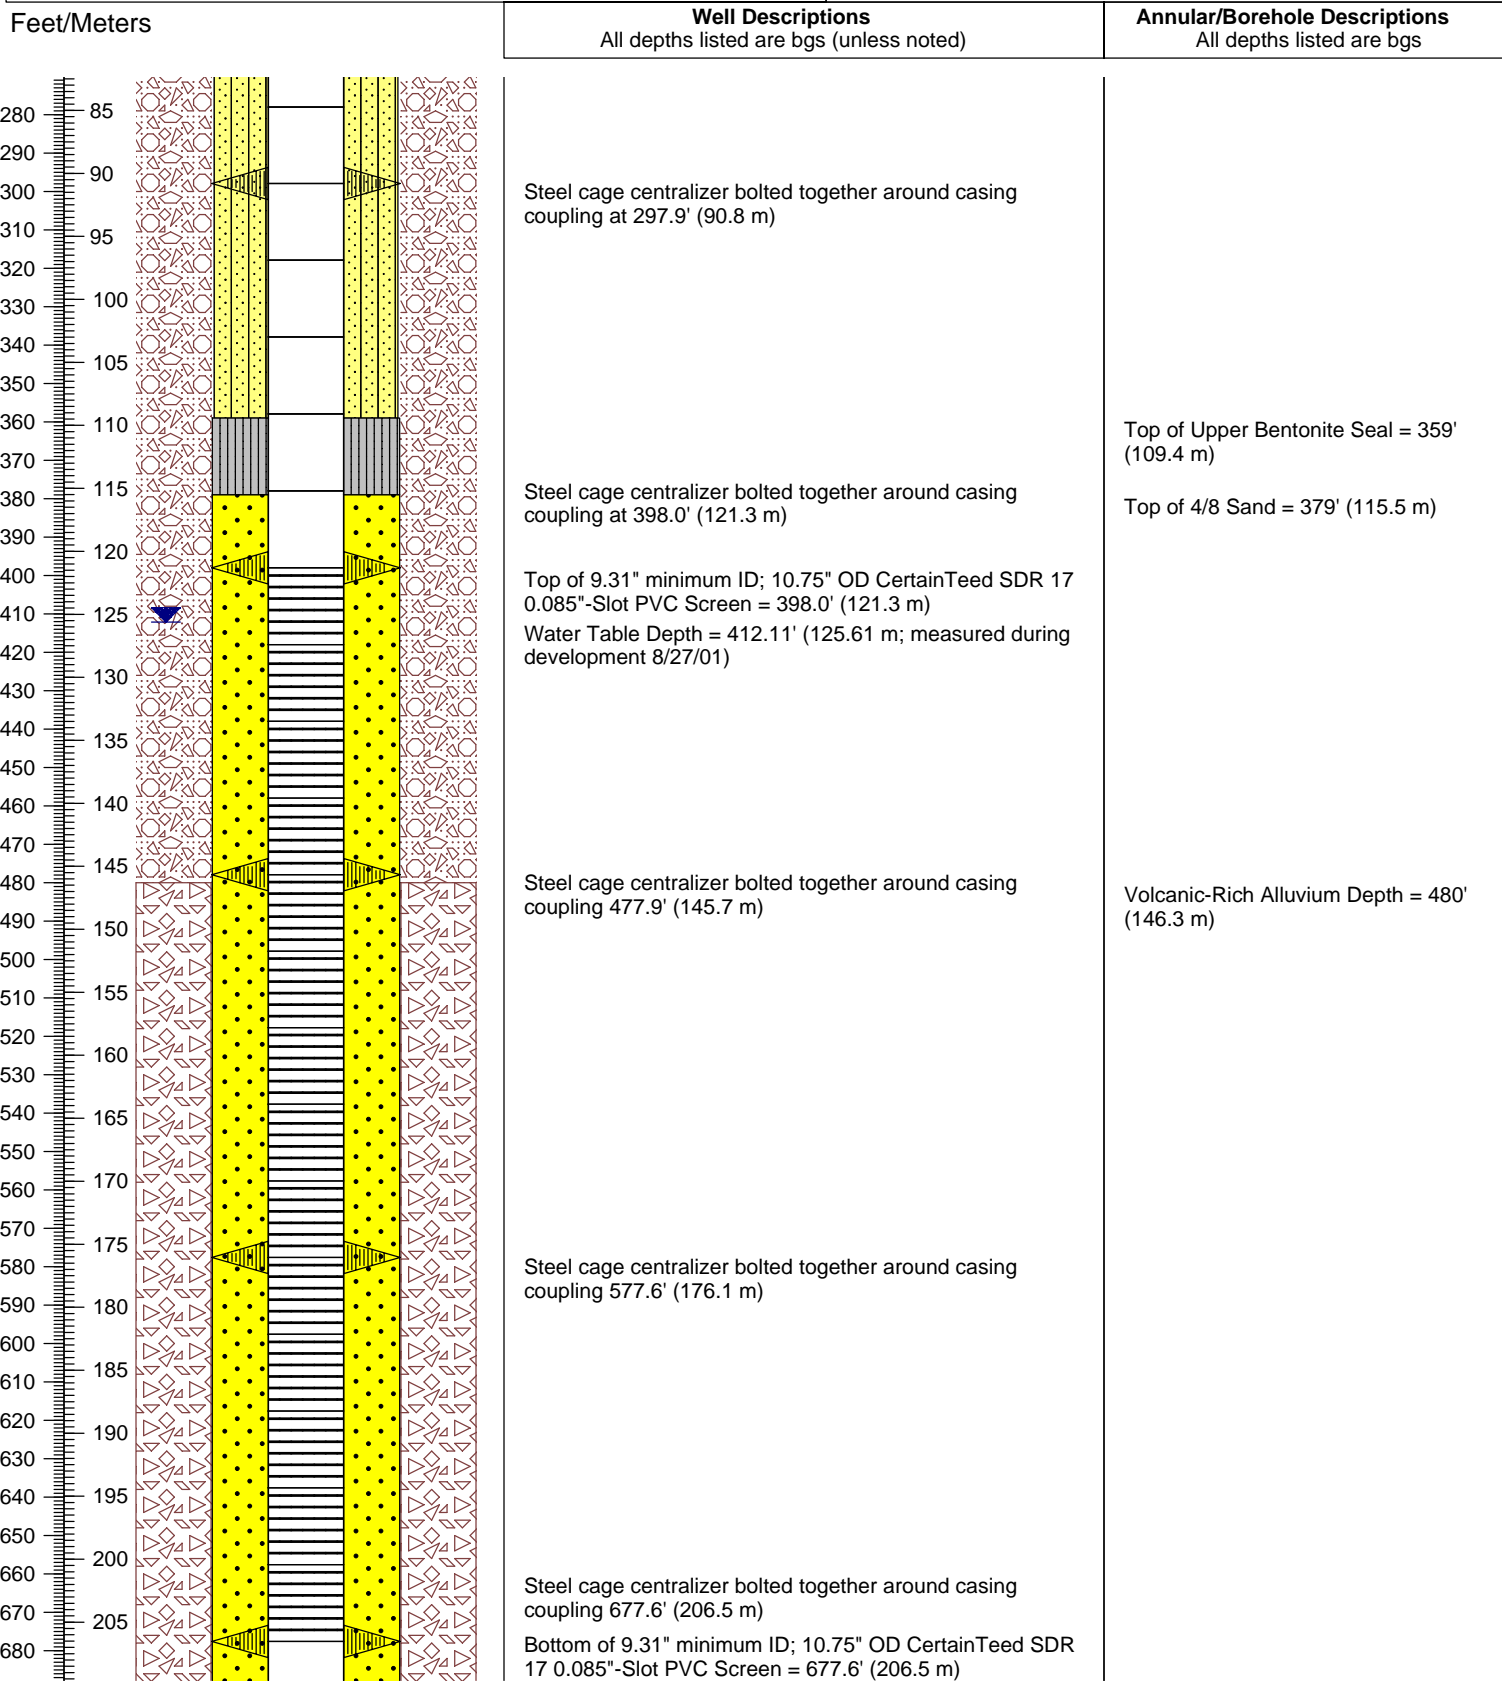 Feet/Meters
Well Descriptions
All depths listed are bgs (unless noted)
Annular/Borehole Descriptions
All depths listed are bgs
280
85
290
90
300
310
95
320
330
100
340
105
350
360
110
370
115
380
390
120
400
410
125
420
130
430
440
135
450
460
140
470
145
480
490
150
500
155
510
520
160
530
540
165
550
170
560
570
175
580
590
180
600
185
610
620
190
630
640
195
650
200
660
670
205
680
Steel cage centralizer bolted together around casing
coupling at 297.9' (90.8 m)
Steel cage centralizer bolted together around casing
coupling at 398.0' (121.3 m)
Top of 9.31" minimum ID; 10.75" OD CertainTeed SDR 17
0.085"-Slot PVC Screen = 398.0' (121.3 m)
Water Table Depth = 412.11' (125.61 m; measured during
development 8/27/01)
Steel cage centralizer bolted together around casing
coupling 477.9' (145.7 m)
Steel cage centralizer bolted together around casing
coupling 577.6' (176.1 m)
Steel cage centralizer bolted together around casing
coupling 677.6' (206.5 m)
Bottom of 9.31" minimum ID; 10.75" OD CertainTeed SDR
17 0.085"-Slot PVC Screen = 677.6' (206.5 m)
Top of Upper Bentonite Seal = 359'
(109.4 m)
Top of 4/8 Sand = 379' (115.5 m)
Volcanic-Rich Alluvium Depth = 480'
(146.3 m)